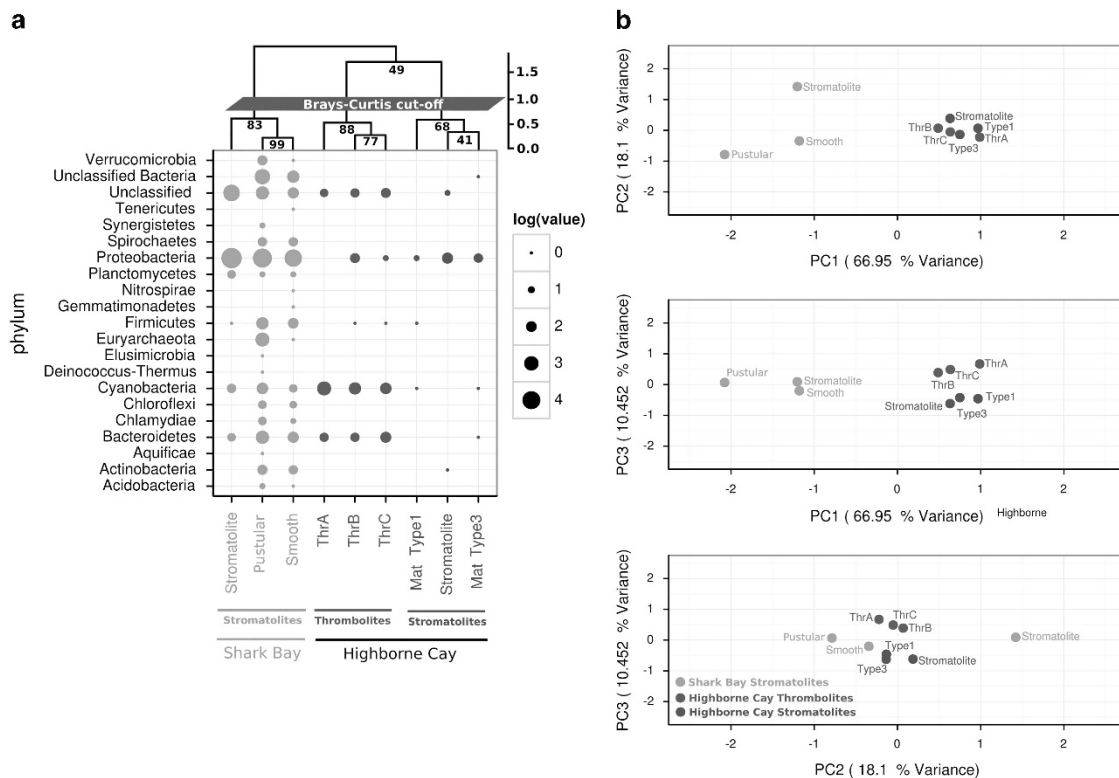 a
49
1.5
Brays-Curtis cut-off
1.0
83
88
68
0.5
99
77
41
0.0
Verrucomicrobia
Unclassified Bacteria
Unclassified
Tenericutes
Synergistetes
Spirochaetes
Proteobacteria
Planctomycetes
Nitrospirae
Gemmatimonadetes
Firmicutes
Euryarchaeota
Elusimicrobia
Deinococcus-Thermus
Cyanobacteria
Chloroflexi
Chlamydiae
Bacteroidetes
Aquificae
Actinobacteria
Acidobacteria
phylum
log(value)
0
1
2
3
4
Stromatolite
Pustular
Smooth
ThrA
ThrB
ThrC
Mat Type1
Stromatolite
Mat Type3
Stromatolites
Thrombolites
Stromatolites
Shark Bay
Highborne Cay
b
PC2 ( 18.1 % Variance)
2
1
0
-1
-2
Stromatolite
Smooth
Pustular
Stromatolite
ThrB
Type1
ThrC
ThrA
Type3
-2
-1
0
1
2
PC1 ( 66.95 % Variance)
PC3 ( 10.452 % Variance)
2
1
0
-1
-2
Pustular
Stromatolite
Smooth
ThrA
ThrC
ThrB
Stromatolite
Type1
Type3
-2
-1
0
1
2
PC1 ( 66.95 % Variance)
Highborne
PC3 ( 10.452 % Variance)
2
1
0
-1
-2
ThrA
ThrC
ThrB
Pustular
Smooth
Stromatolite
Type1
Type3
Stromatolite
Shark Bay Stromatolites
Highborne Cay Thrombolites
Highborne Cay Stromatolites
-2
-1
0
1
2
PC2 ( 18.1 % Variance)